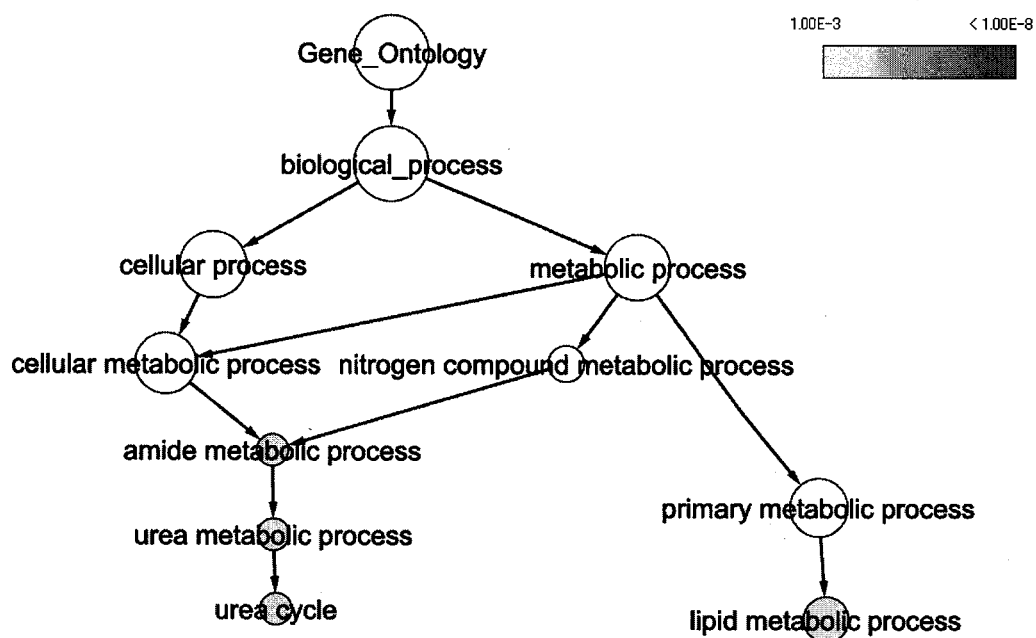 1.00E-3 < 1.00E-8
Gene_Ontology
biological_process
cellular process
metabolic process
cellular metabolic process
nitrogen compound metabolic process
amide metabolic process
primary metabolic process
urea metabolic process
urea cycle
lipid metabolic process